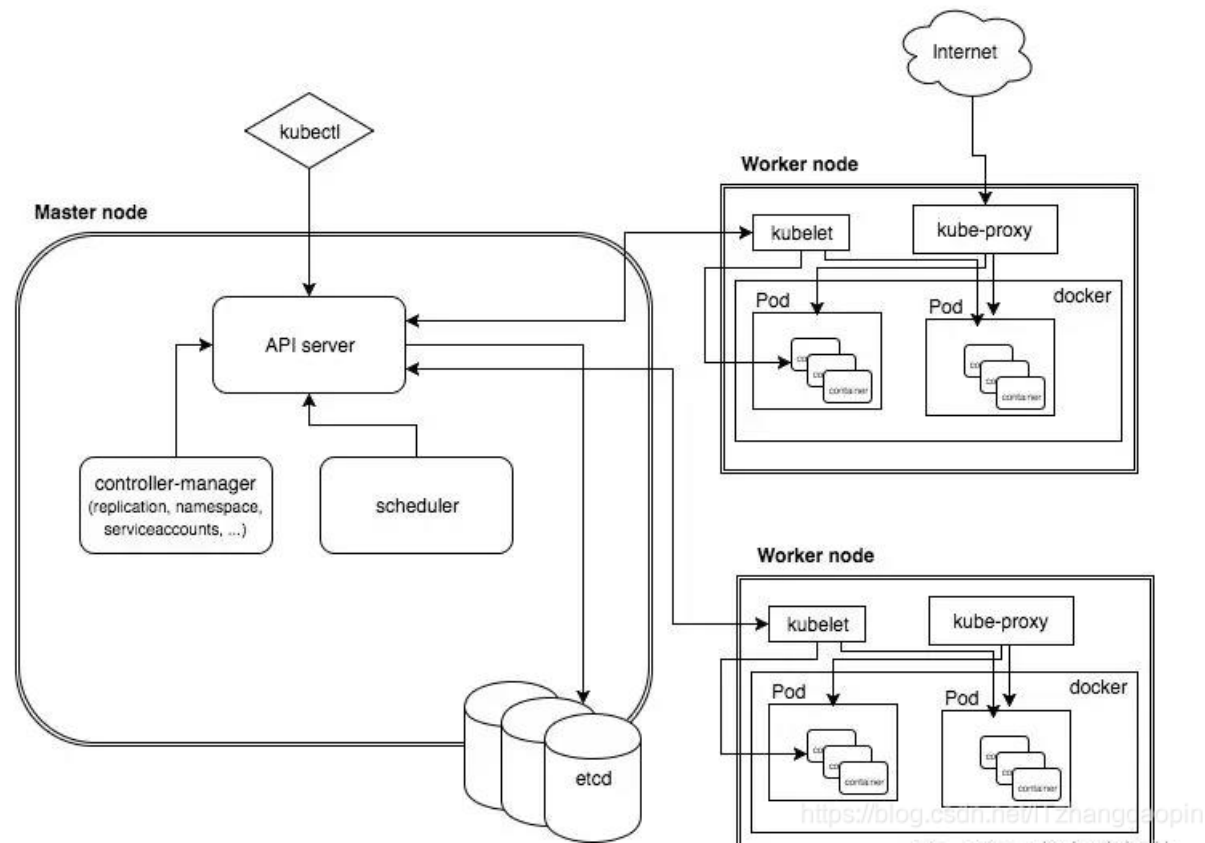 Internet
kubectl
Worker node
Master node
kubelet
kube-proxy
docker
Pod
Pod
API server
container
container
controller-manager
(replication, namespace,
serviceaccounts, ...)
scheduler
Worker node
kubelet
kube-proxy
docker
Pod
Pod
etcd
container
container